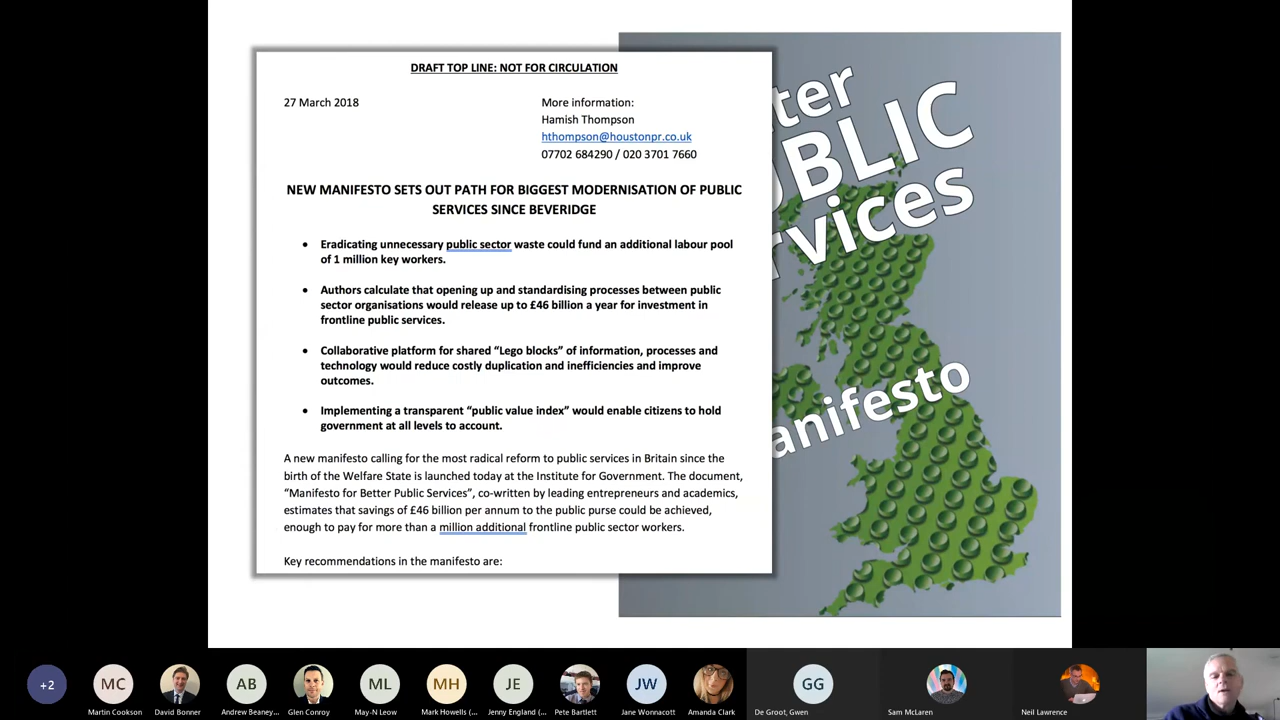 DRAFT TOP LINE: NOT FOR CIRCULATION
27 March 2018
More information:
Hamish Thompson
hthompson@houstonpr.co.uk
07702 684290 / 020 3701 7660
NEW MANIFESTO SETS OUT PATH FOR BIGGEST MODERNISATION OF PUBLIC
SERVICES SINCE BEVERIDGE
• Eradicating unnecessary public sector waste could fund an additional labour pool
of 1 million key workers.
• Authors calculate that opening up and standardising processes between public
sector organisations would release up to £46 billion a year for investment in
frontline public services.
• Collaborative platform for shared “Lego blocks” of information, processes and
technology would reduce costly duplication and inefficiencies and improve
outcomes.
• Implementing a transparent “public value index” would enable citizens to hold
government at all levels to account.
A new manifesto calling for the most radical reform to public services in Britain since the
birth of the Welfare State is launched today at the Institute for Government. The document,
“Manifesto for Better Public Services”, co-written by leading entrepreneurs and academics,
estimates that savings of £46 billion per annum to the public purse could be achieved,
enough to pay for more than a million additional frontline public sector workers.
Key recommendations in the manifesto are:
ter
UBLIC
rvices
anifesto
+2
MC
AB
ML
MH
JE
JW
GG
Martin Cookson
David Bonner
Andrew Beaney...
Glen Conroy
May-N Leow
Mark Howells (...
Jenny England (...
Pete Bartlett
Jane Wonnacott
Amanda Clark
De Groot, Gwen
Sam McLaren
Neil Lawrence